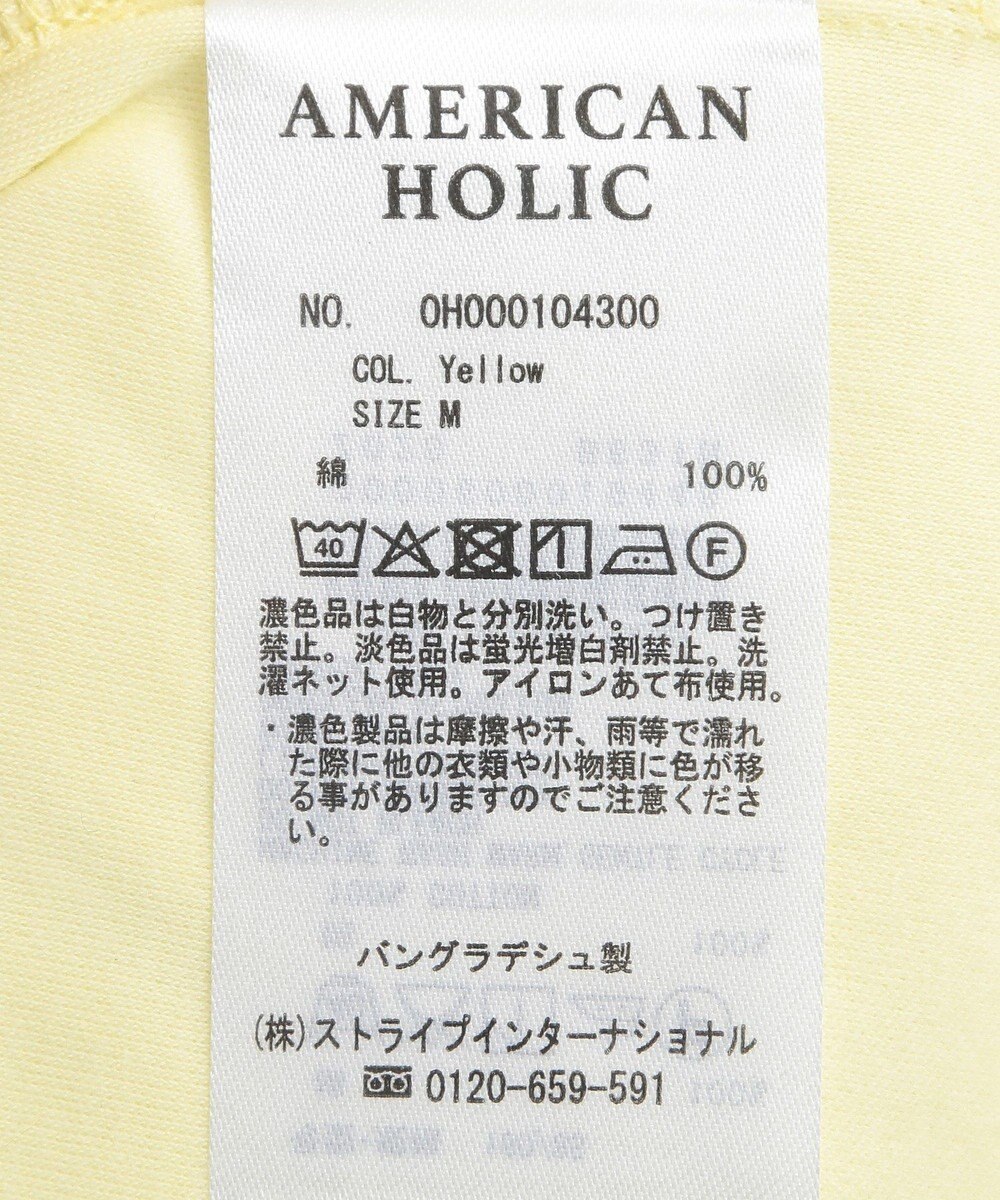 AMERICAN
HOLIC
NO. 0H000104300
COL. Yellow
SIZE M
綿 100%
40 F
濃色品は白物と分別洗い。つけ置き
禁止。淡色品は蛍光増白剤禁止。洗
濯ネット使用。アイロンあて布使用。
・濃色製品は摩擦や汗、雨等で濡れ
た際に他の衣類や小物類に色が移
る事がありますのでご注意くださ
い。
バングラデシュ製
(株)ストライプインターナショナル
0120-659-591